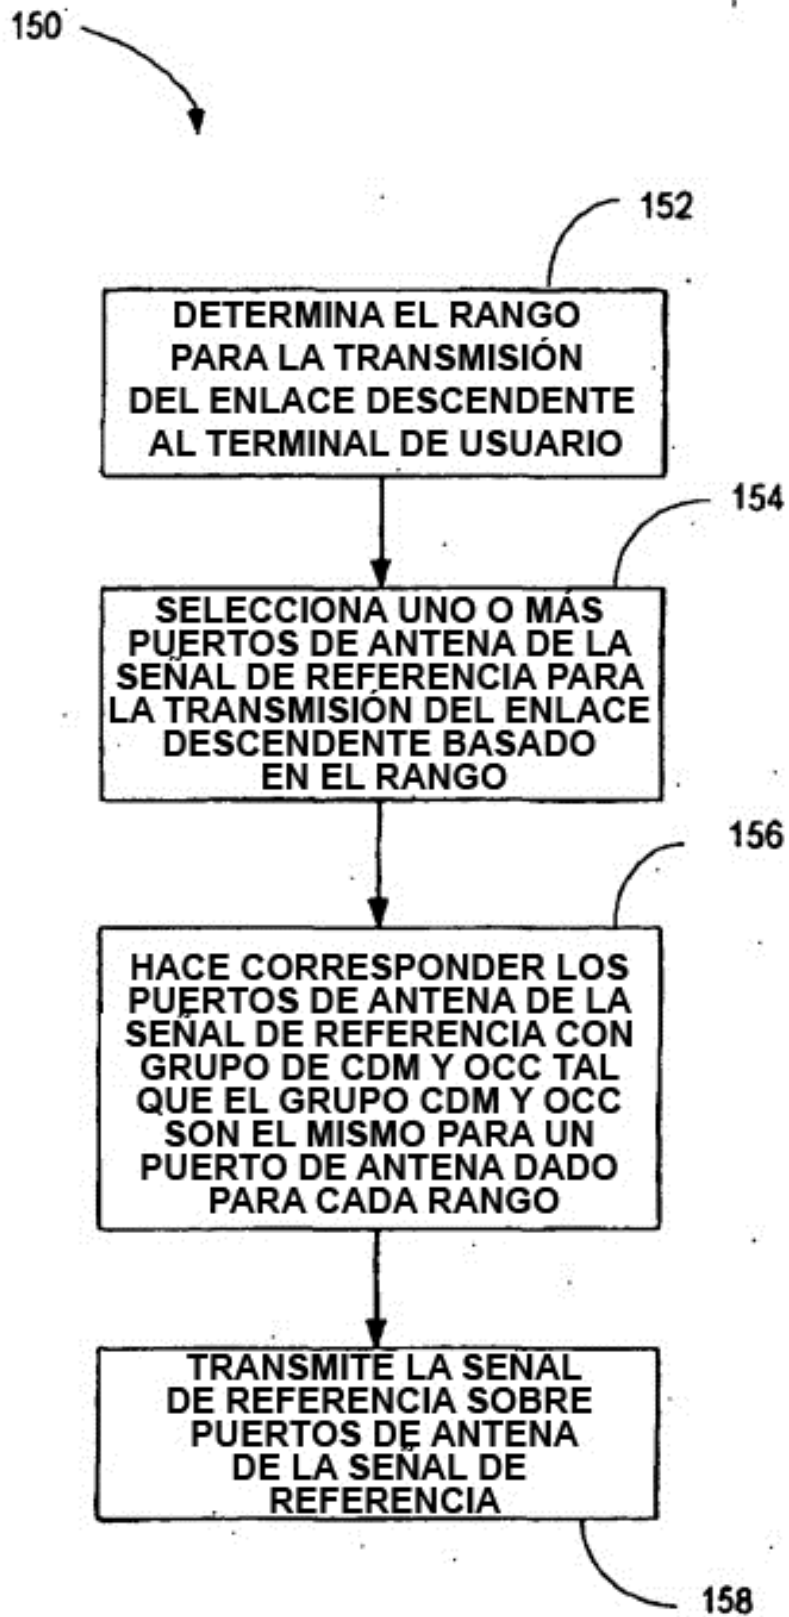 150
152
DETERMINA EL RANGO
PARA LA TRANSMISIÓN
DEL ENLACE DESCENDENTE
AL TERMINAL DE USUARIO
154
SELECCIONA UNO O MÁS
PUERTOS DE ANTENA DE LA
SEÑAL DE REFERENCIA PARA
LA TRANSMISIÓN DEL ENLACE
DESCENDENTE BASADO
EN EL RANGO
156
HACE CORRESPONDER LOS
PUERTOS DE ANTENA DE LA
SEÑAL DE REFERENCIA CON
GRUPO DE CDM Y OCC TAL
QUE EL GRUPO CDM Y OCC
SON EL MISMO PARA UN
PUERTO DE ANTENA DADO
PARA CADA RANGO
TRANSMITE LA SENAL
DE REFERENCIA SOBRE
PUERTOS DE ANTENA
DE LA SEÑAL DE
REFERENCIA
158